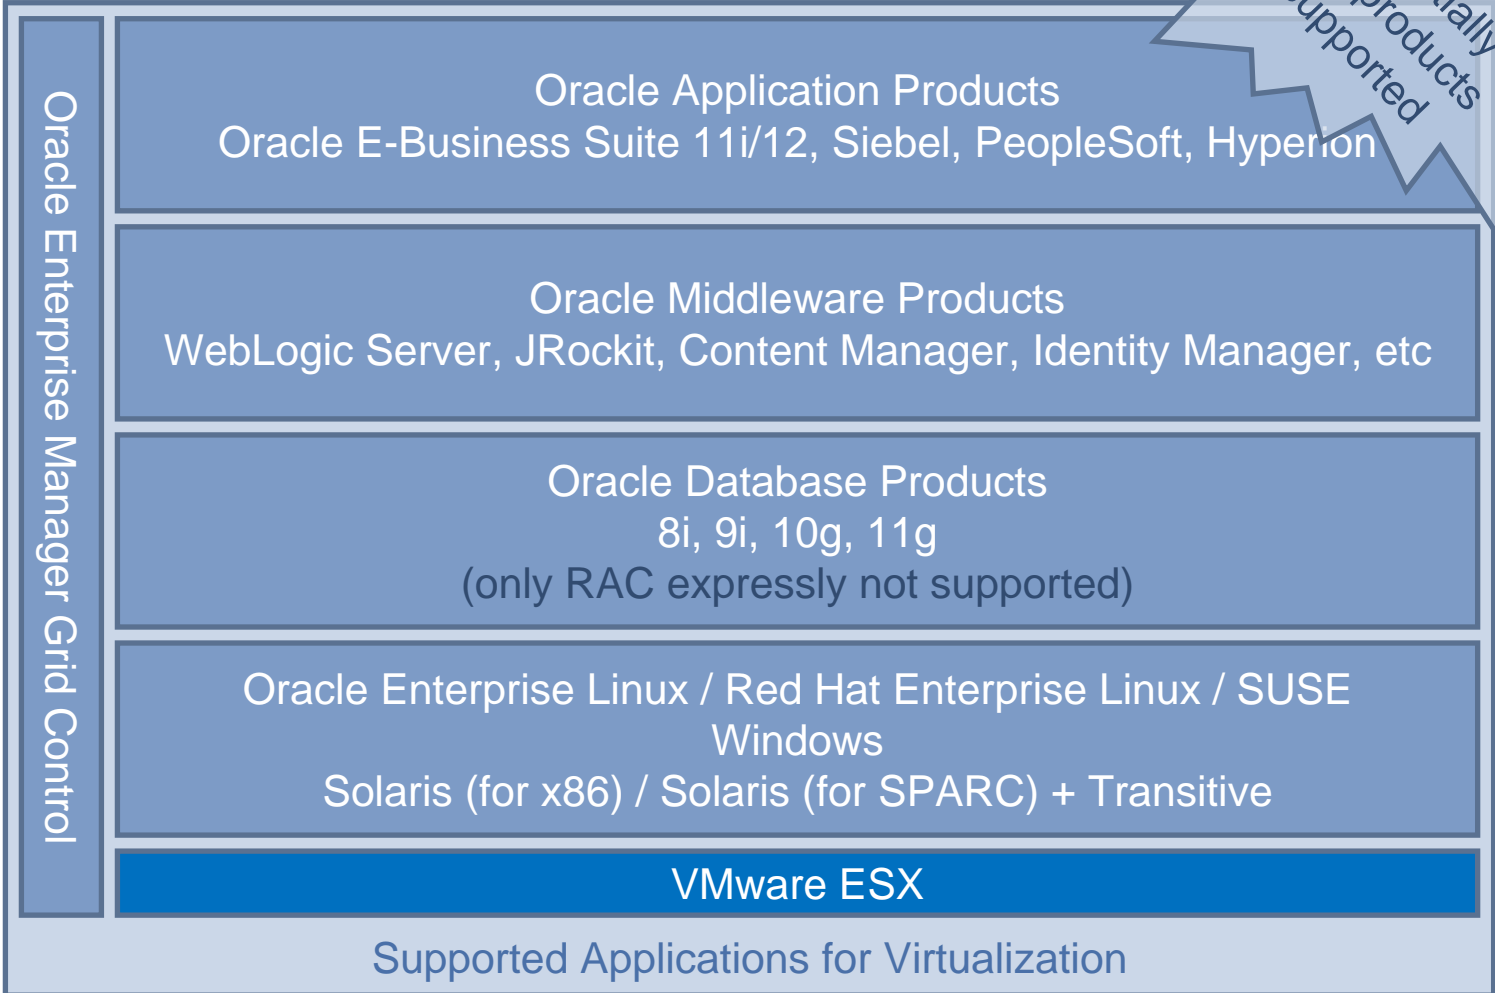 products
supported
Oracle Enterprise Manager Grid Control
Oracle Application Products
Oracle E-Business Suite 11i/12, Siebel, PeopleSoft, Hyperion
Oracle Middleware Products
WebLogic Server, JRockit, Content Manager, Identity Manager, etc
Oracle Database Products
8i, 9i, 10g, 11g
(only RAC expressly not supported)
Oracle Enterprise Linux / Red Hat Enterprise Linux / SUSE
Windows
Solaris (for x86) / Solaris (for SPARC) + Transitive
VMware ESX
Supported Applications for Virtualization